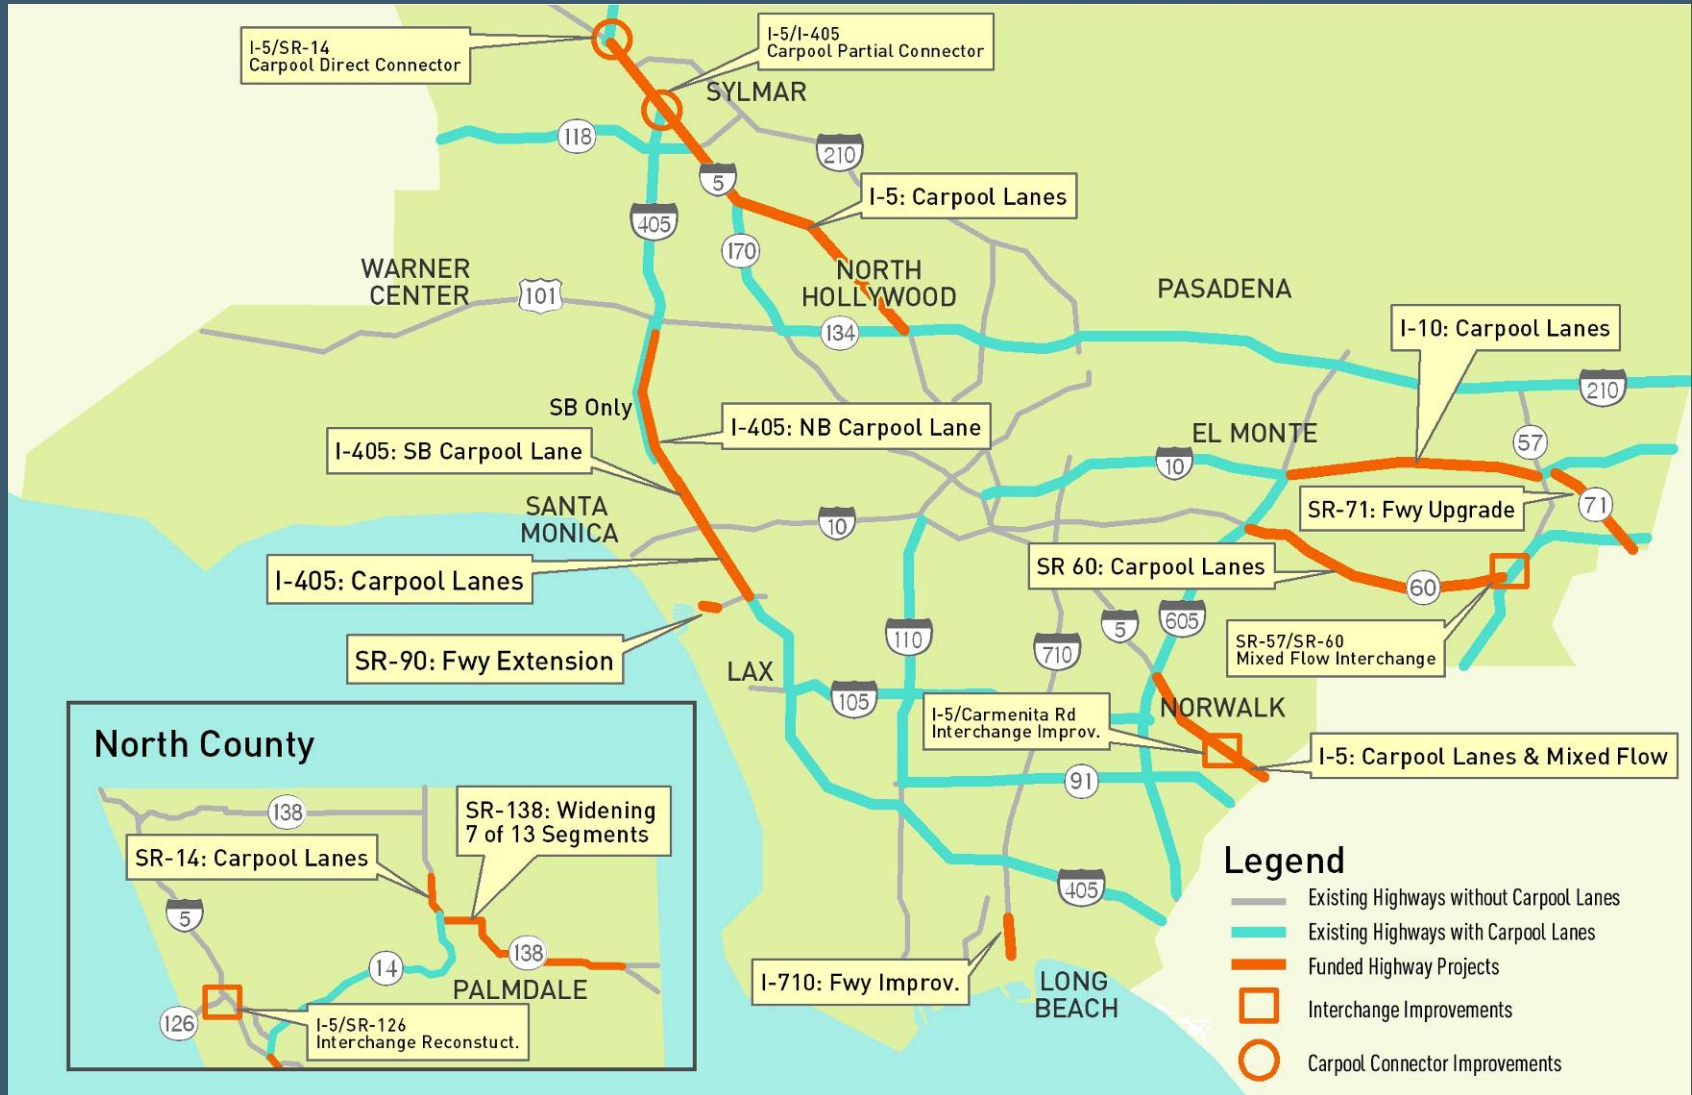 I-5/SR-14
Carpool Direct Connector
I-5/I-405
Carpool Partial Connector
SYLMAR
118
210
5
I-5: Carpool Lanes
405
170
WARNER
CENTER
101
NORTH
HOLLYWOOD
PASADENA
134
I-10: Carpool Lanes
210
SB Only
I-405: NB Carpool Lane
EL MONTE
57
I-405: SB Carpool Lane
10
SANTA
MONICA
10
SR-71: Fwy Upgrade
71
I-405: Carpool Lanes
SR 60: Carpool Lanes
60
SR-90: Fwy Extension
110
710
5
605
SR-57/SR-60
Mixed Flow Interchange
LAX
105
I-5/Carmenita Rd
Interchange Improv.
NORWALK
I-5: Carpool Lanes & Mixed Flow
91
405
I-710: Fwy Improv.
LONG
BEACH
North County
138
SR-138: Widening
7 of 13 Segments
SR-14: Carpool Lanes
5
138
14
PALMDALE
126
I-5/SR-126
Interchange Reconstuct.
Legend
Existing Highways without Carpool Lanes
Existing Highways with Carpool Lanes
Funded Highway Projects
Interchange Improvements
Carpool Connector Improvements